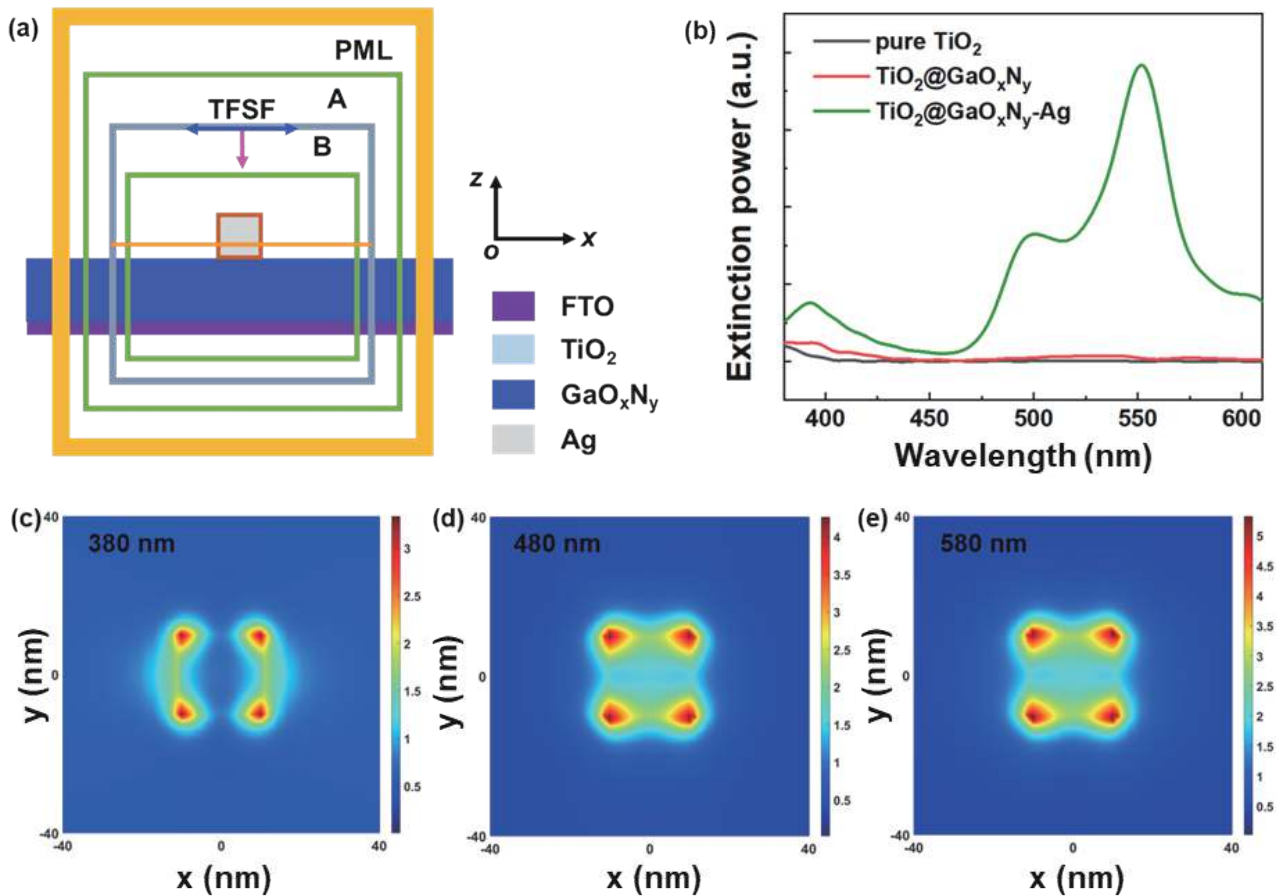 (a)
PML
A
TFSF
B
z
o
x
FTO
TiO₂
GaOₓNᵧ
Ag
(b)
Extinction power (a.u.)
pure TiO₂
TiO₂@GaOₓNᵧ
TiO₂@GaOₓNᵧ-Ag
400 450 500 550 600
Wavelength (nm)
(c)
380 nm
40
0
-40
y (nm)
-40 0 40
x (nm)
3
2.5
2
1.5
1
0.5
(d)
480 nm
40
0
-40
y (nm)
-40 0 40
x (nm)
4
3.5
3
2.5
2
1.5
1
0.5
(e)
580 nm
40
0
-40
y (nm)
-40 0 40
x (nm)
5
4.5
4
3.5
3
2.5
2
1.5
1
0.5